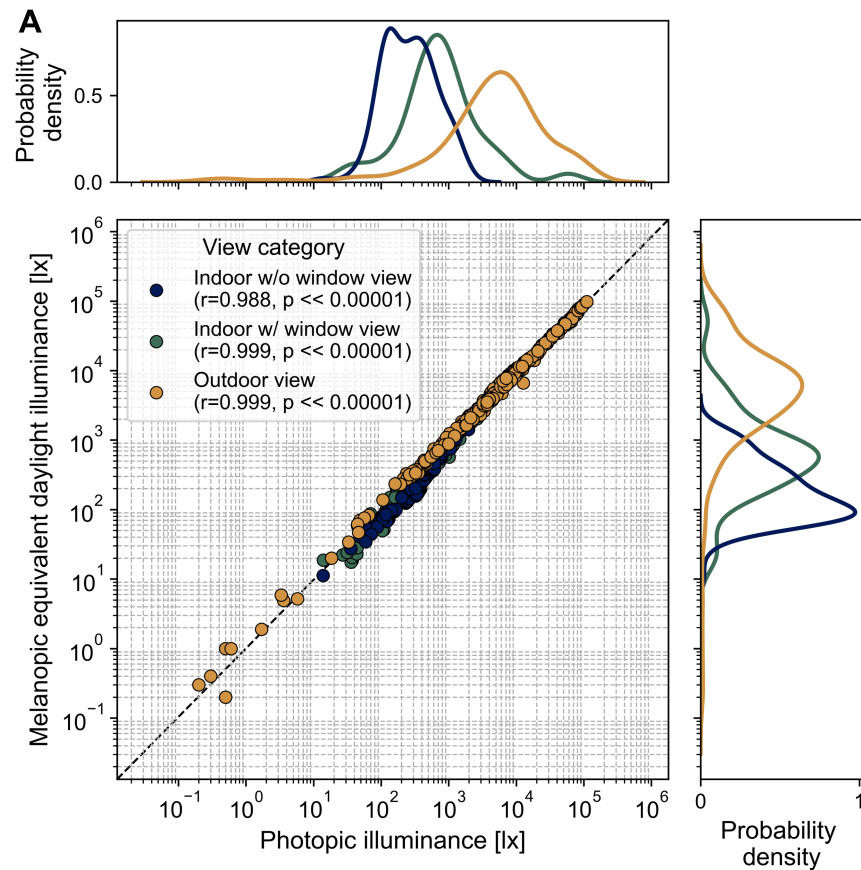 A
Probability
density
0.5
0.0
Melanopic equivalent daylight illuminance [lx]
10⁶
10⁵
10⁴
10³
10²
10¹
10⁰
10⁻¹
View category
Indoor w/o window view
(r=0.988, p << 0.00001)
Indoor w/ window view
(r=0.999, p << 0.00001)
Outdoor view
(r=0.999, p << 0.00001)
10⁻¹ 10⁰ 10¹ 10² 10³ 10⁴ 10⁵ 10⁶
Photopic illuminance [lx]
0 1
Probability
density